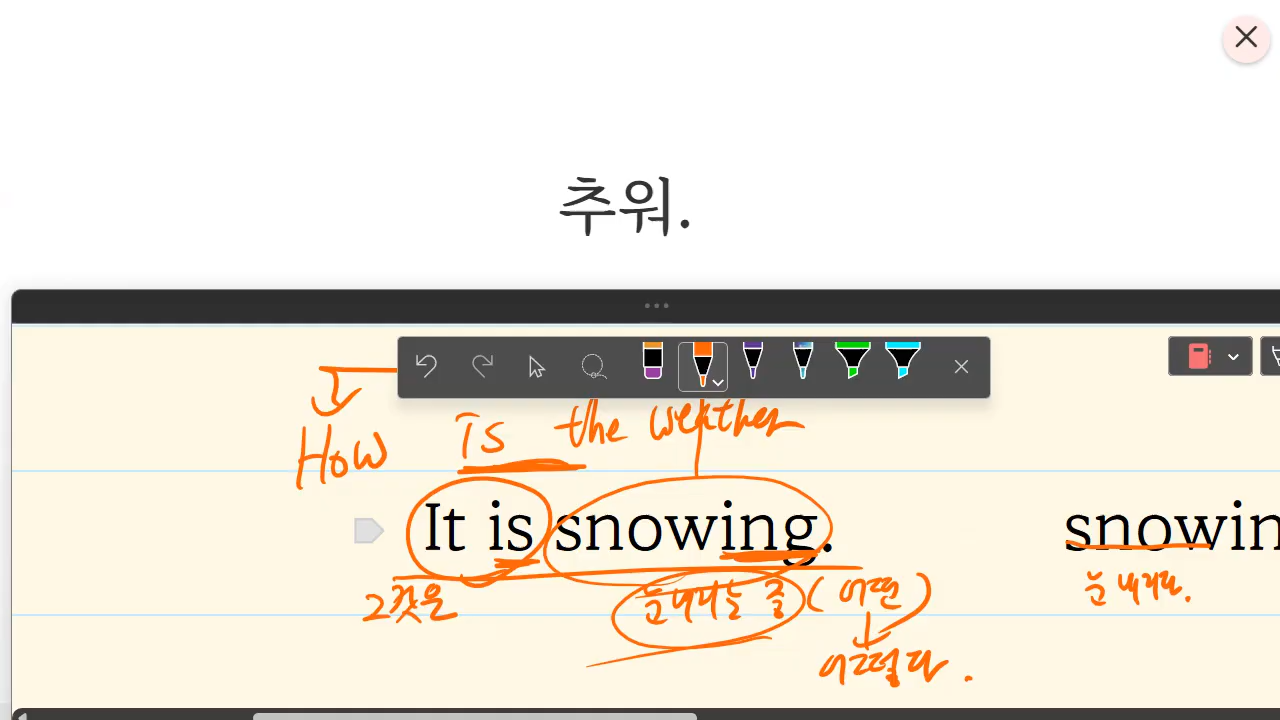 추워.
How is the weather
It is snowing. snowin
그것은 눈내리는 중 (어떤) 눈 내리다.
어떻다.